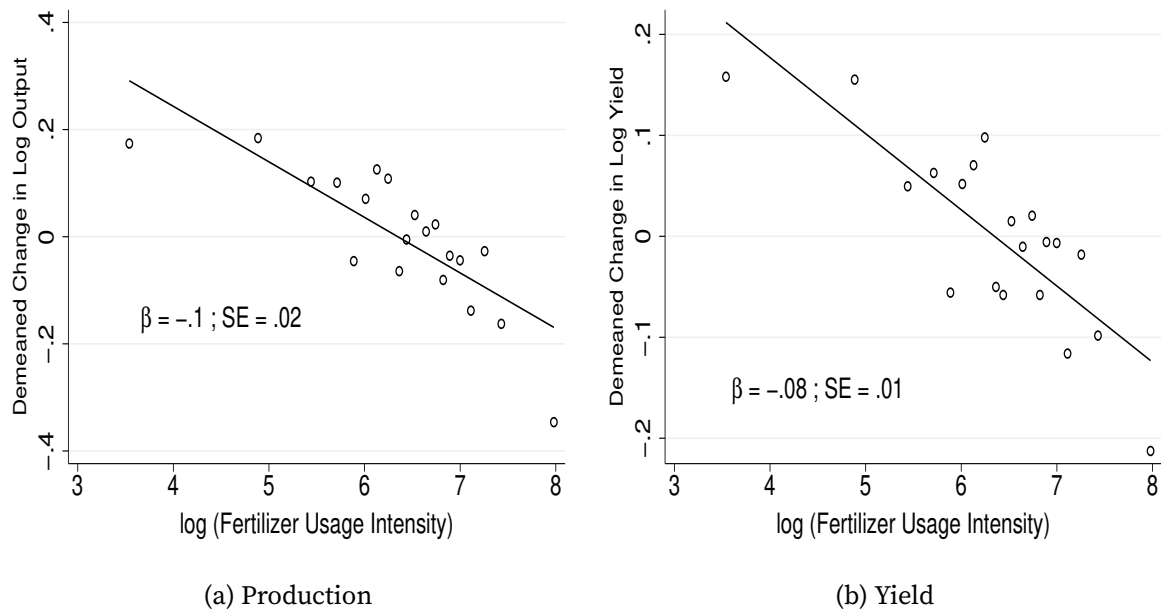 Demeaned Change in Log Output
.4
.2
0
−.2
−.4
β = −.1 ; SE = .02
3 4 5 6 7 8
log (Fertilizer Usage Intensity)
(a) Production
Demeaned Change in Log Yield
.2
.1
0
−.1
−.2
β = −.08 ; SE = .01
3 4 5 6 7 8
log (Fertilizer Usage Intensity)
(b) Yield